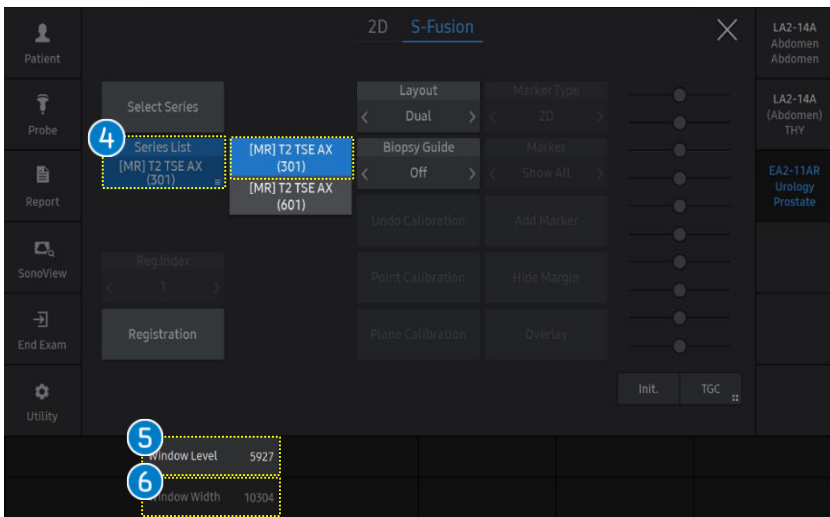 2D S-Fusion
Patient
Probe
Report
SonoView
End Exam
Utility
Select Series
4
Series List
[MR] T2 TSE AX
(301)
[MR] T2 TSE AX
(301)
[MR] T2 TSE AX
(601)
Reg.Index
< 1 >
Registration
Layout
< Dual >
Biopsy Guide
< Off >
Undo Calibration
Point Calibration
Plane Calibration
Marker Type
< 2D >
Marker
< Show All >
Add Marker
Hide Margin
Overlay
Init. TGC
LA2-14A
Abdomen
Abdomen
LA2-14A
(Abdomen)
THY
EA2-11AR
Urology
Prostate
5
Window Level 5927
6
Window Width 10304